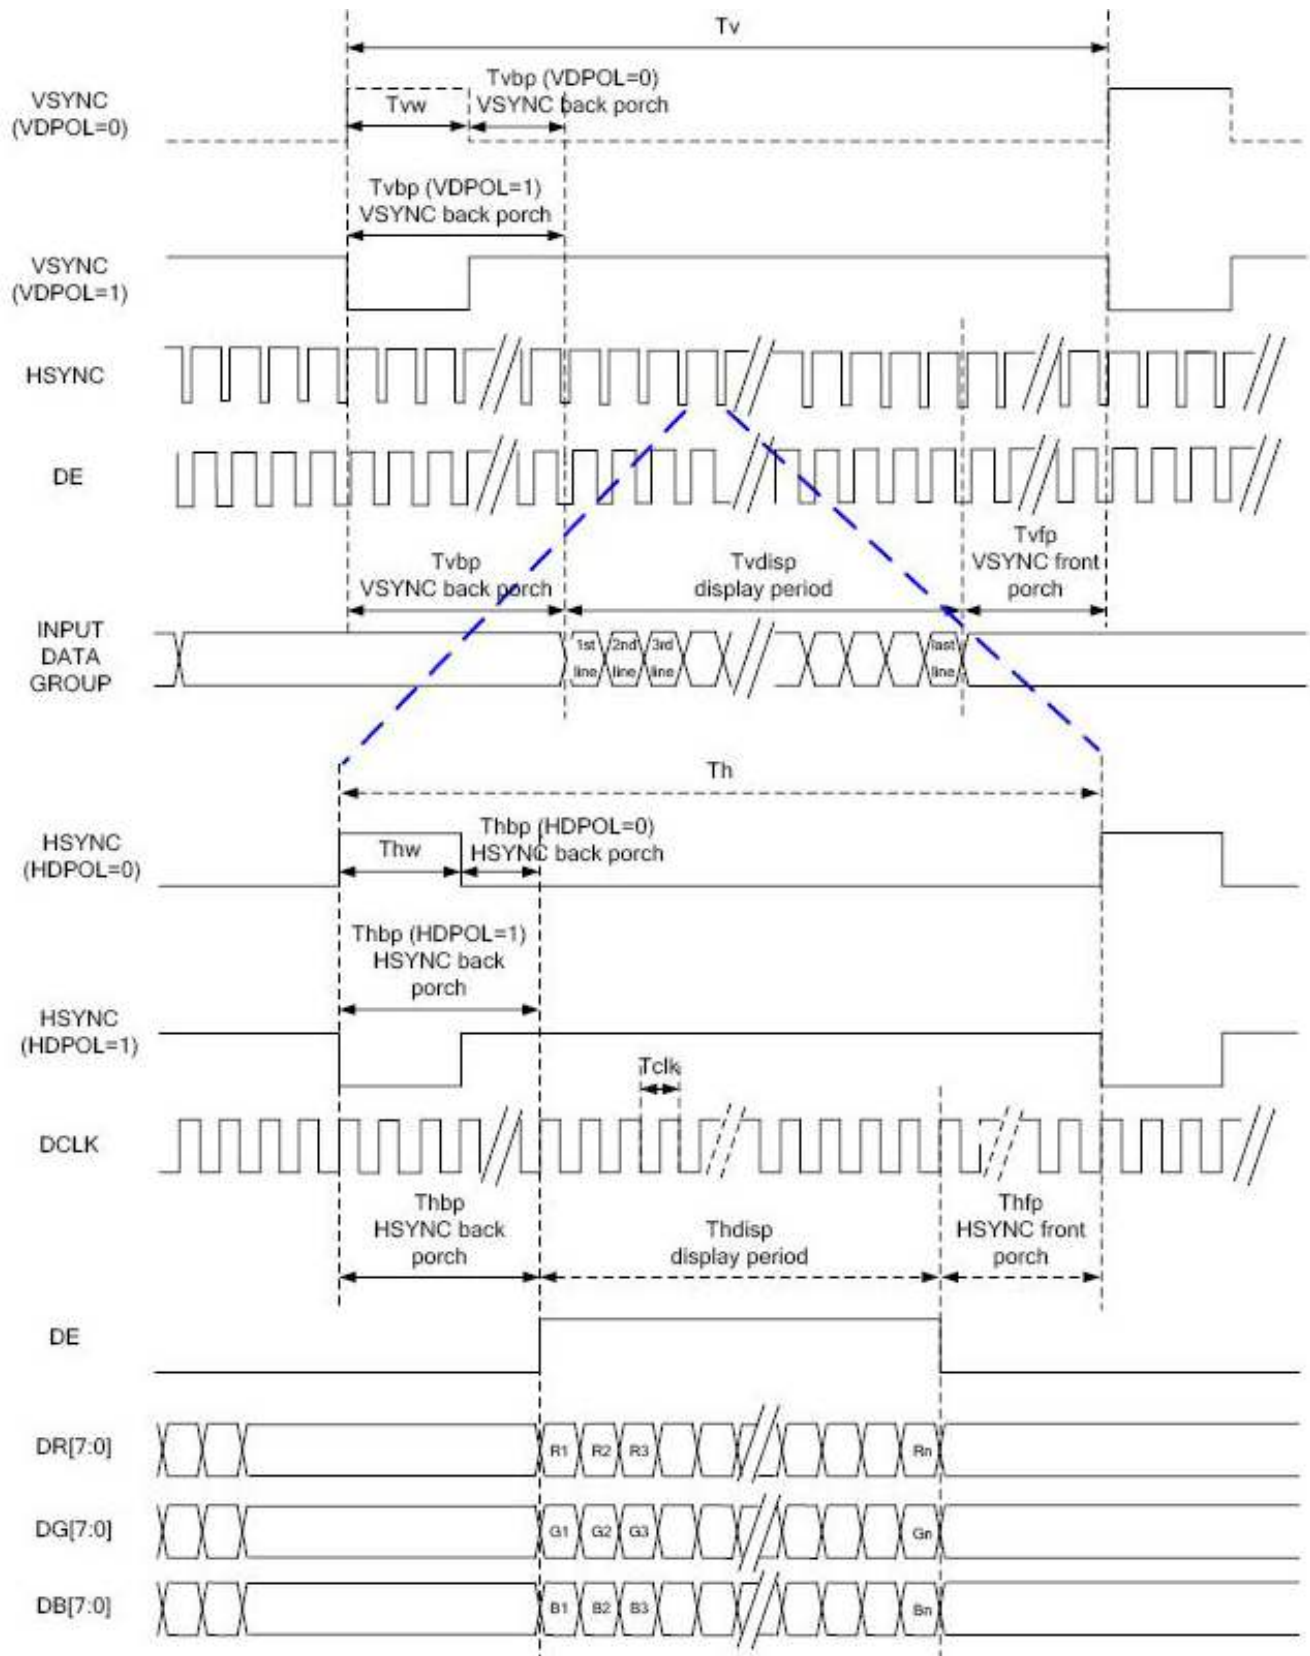 Tv
VSYNC
(VDPOL=0)
Tvw
Tvbp (VDPOL=0)
VSYNC back porch
Tvbp (VDPOL=1)
VSYNC back porch
VSYNC
(VDPOL=1)
HSYNC
DE
Tvbp
VSYNC back porch
Tvdisp
display period
Tvfp
VSYNC front
porch
INPUT
DATA
GROUP
1st
line
2nd
line
3rd
line
last
line
Th
HSYNC
(HDPOL=0)
Thw
Thbp (HDPOL=0)
HSYNC back porch
Thbp (HDPOL=1)
HSYNC back
porch
HSYNC
(HDPOL=1)
Tclk
DCLK
Thbp
HSYNC back
porch
Thdisp
display period
Thfp
HSYNC front
porch
DE
DR[7:0]
R1 R2 R3 Rn
DG[7:0]
G1 G2 G3 Gn
DB[7:0]
B1 B2 B3 Bn